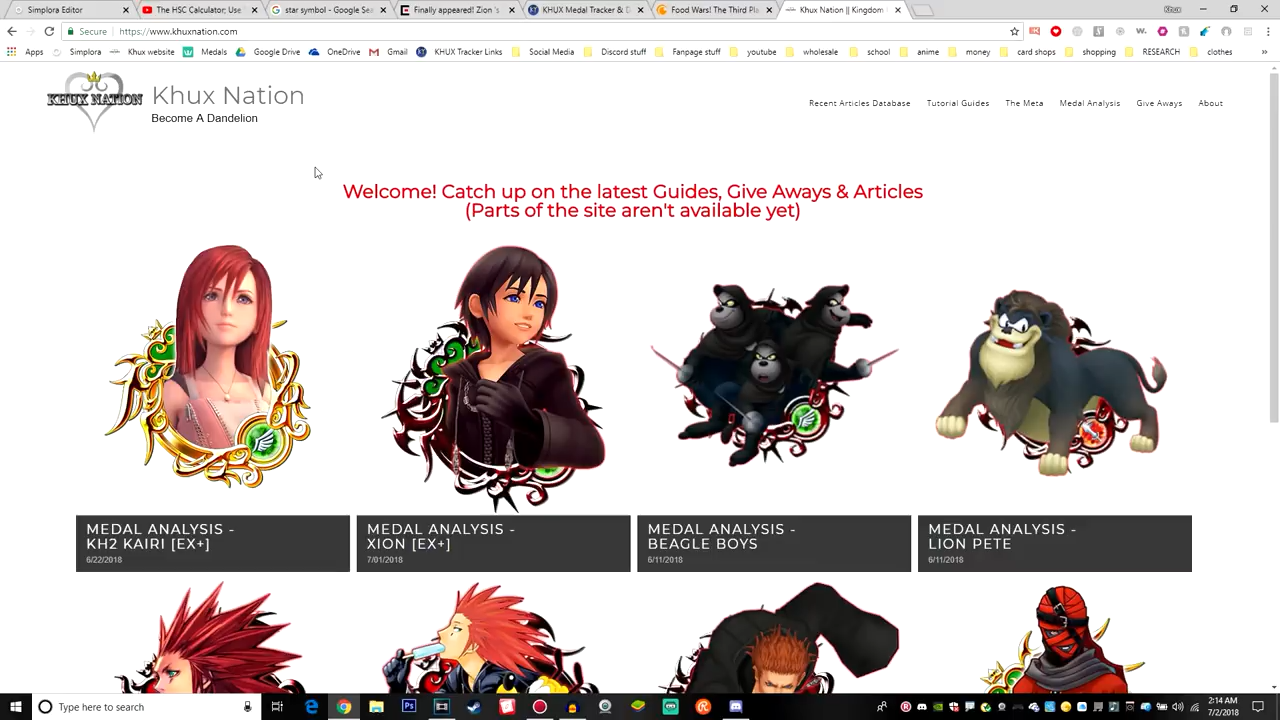 Simplora Editor
The HSC Calculator: Use
star symbol - Google Sea
Finally appeared! Zion 's
KHUX Medal Tracker & D
Food Wars! The Third Pla
Khux Nation || Kingdom
Khux
Secure
https://www.khuxnation.com
Apps
Simplora
Khux website
Medals
Google Drive
OneDrive
Gmail
KHUX Tracker Links
Social Media
Discord stuff
Fanpage stuff
youtube
wholesale
school
anime
money
card shops
shopping
RESEARCH
clothes
KHUX NATION
Khux Nation
Become A Dandelion
Recent Articles Database
Tutorial Guides
The Meta
Medal Analysis
Give Aways
About
Welcome! Catch up on the latest Guides, Give Aways & Articles
(Parts of the site aren't available yet)
MEDAL ANALYSIS -
KH2 KAIRI [EX+]
6/22/2018
MEDAL ANALYSIS -
XION [EX+]
7/01/2018
MEDAL ANALYSIS -
BEAGLE BOYS
6/11/2018
MEDAL ANALYSIS -
LION PETE
6/11/2018
Type here to search
2:14 AM
7/2/2018